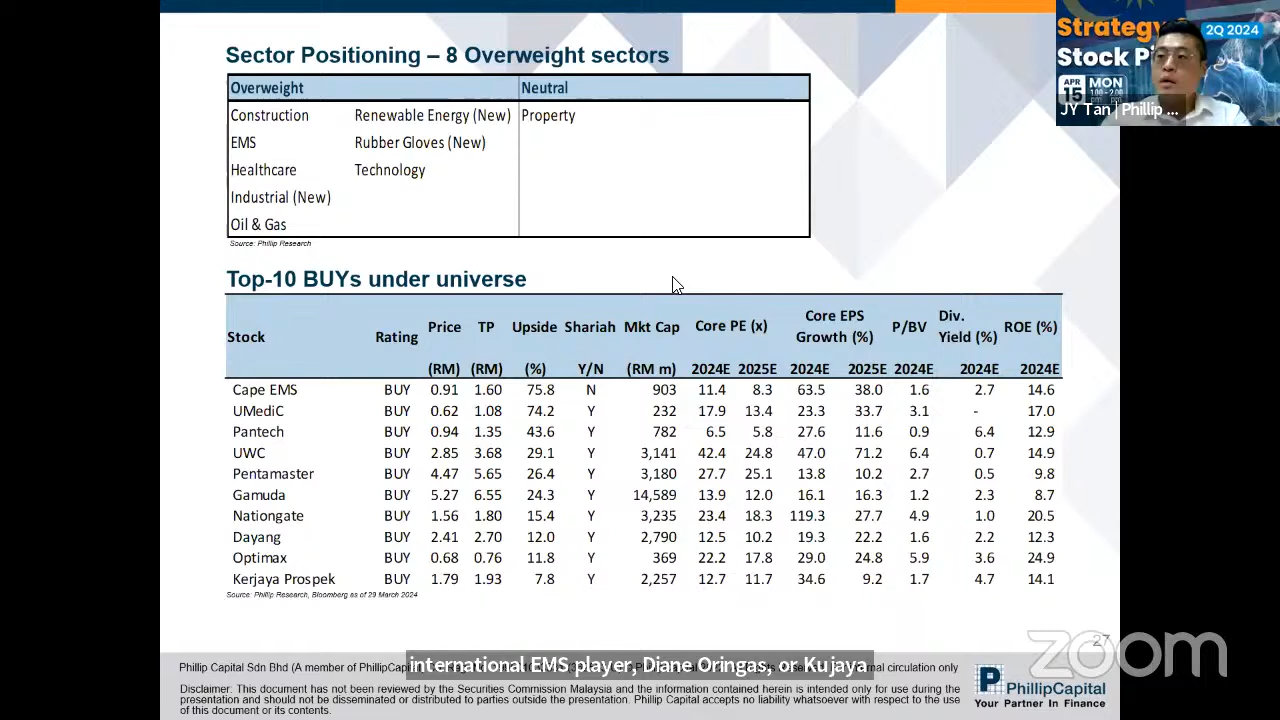 Sector Positioning – 8 Overweight sectors
Overweight Neutral
Construction Renewable Energy (New) Property
EMS Rubber Gloves (New)
Healthcare Technology
Industrial (New)
Oil & Gas
Source: Phillip Research
Top-10 BUYs under universe
Stock Rating Price TP Upside Shariah Mkt Cap Core PE (x) Core EPS Growth (%) P/BV Div. Yield (%) ROE (%)
(RM) (RM) (%) Y/N (RM m) 2024E 2025E 2024E 2025E 2024E 2024E 2024E
Cape EMS BUY 0.91 1.60 75.8 N 903 11.4 8.3 63.5 38.0 1.6 2.7 14.6
UMediC BUY 0.62 1.08 74.2 Y 232 17.9 13.4 23.3 33.7 3.1 - 17.0
Pantech BUY 0.94 1.35 43.6 Y 782 6.5 5.8 27.6 11.6 0.9 6.4 12.9
UWC BUY 2.85 3.68 29.1 Y 3,141 42.4 24.8 47.0 71.2 6.4 0.7 14.9
Pentamaster BUY 4.47 5.65 26.4 Y 3,180 27.7 25.1 13.8 10.2 2.7 0.5 9.8
Gamuda BUY 5.27 6.55 24.3 Y 14,589 13.9 12.0 16.1 16.3 1.2 2.3 8.7
Nationgate BUY 1.56 1.80 15.4 Y 3,235 23.4 18.3 119.3 27.7 4.9 1.0 20.5
Dayang BUY 2.41 2.70 12.0 Y 2,790 12.5 10.2 19.3 22.2 1.6 2.2 12.3
Optimax BUY 0.68 0.76 11.8 Y 369 22.2 17.8 29.0 24.8 5.9 3.6 24.9
Kerjaya Prospek BUY 1.79 1.93 7.8 Y 2,257 12.7 11.7 34.6 9.2 1.7 4.7 14.1
Source: Phillip Research, Bloomberg as of 29 March 2024
27
Strategy
2Q 2024
Stock Pi
APR 15 MON
JY Tan | Phillip ...
international EMS player, Diane Oringas, or Kujaya
Phillip Capital Sdn Bhd (A member of PhillipCap
rnal circulation only
Disclaimer: This document has not been reviewed by the Securities Commission Malaysia and the information contained herein is intended only for use during the
presentation and should not be disseminated or distributed to parties outside the presentation. Phillip Capital accepts no liability whatsoever with respect to the use
of this document or its contents.
PhillipCapital
Your Partner In Finance
zoom